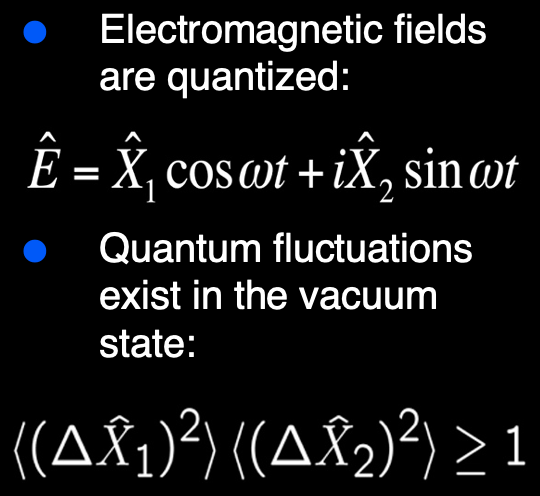 ● Electromagnetic fields
are quantized:
Ê = X̂₁ cos ωt + iX̂₂ sin ωt
● Quantum fluctuations
exist in the vacuum
state:
⟨(ΔX̂₁)²⟩ ⟨(ΔX̂₂)²⟩ ≥ 1